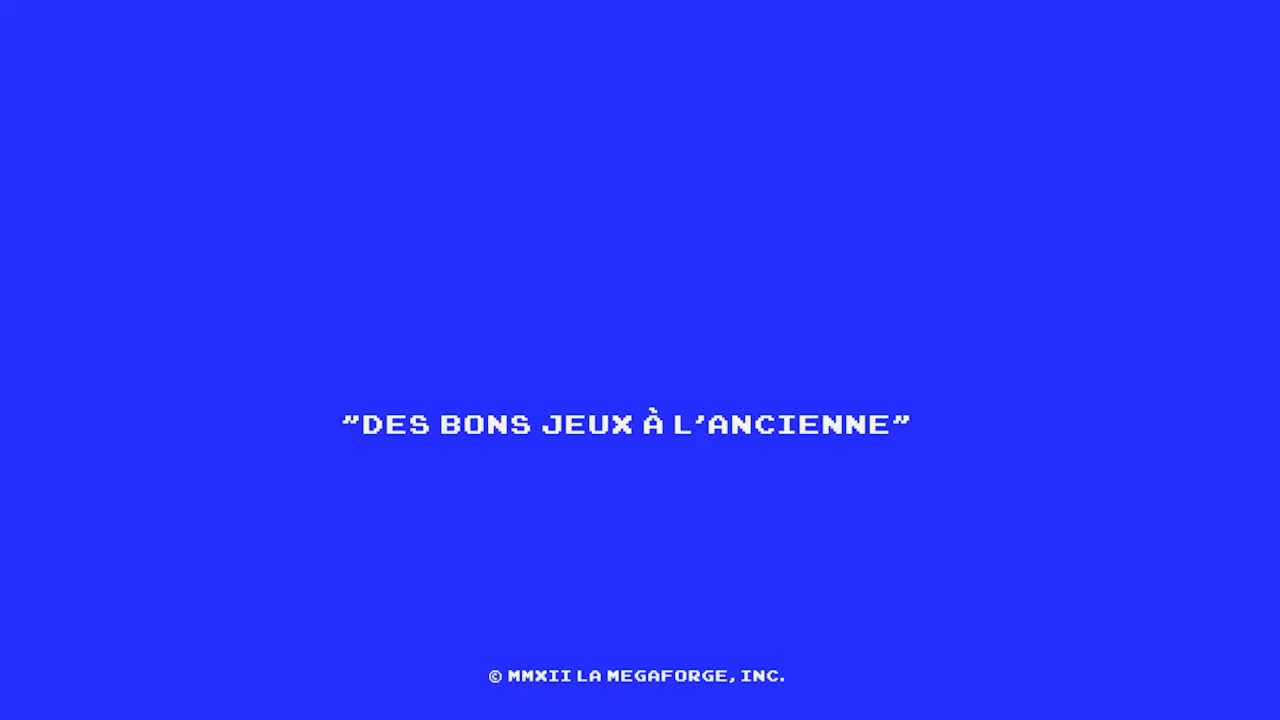 "DES BONS JEUX À L'ANCIENNE"
© MMXII LA MEGAFORGE, INC.